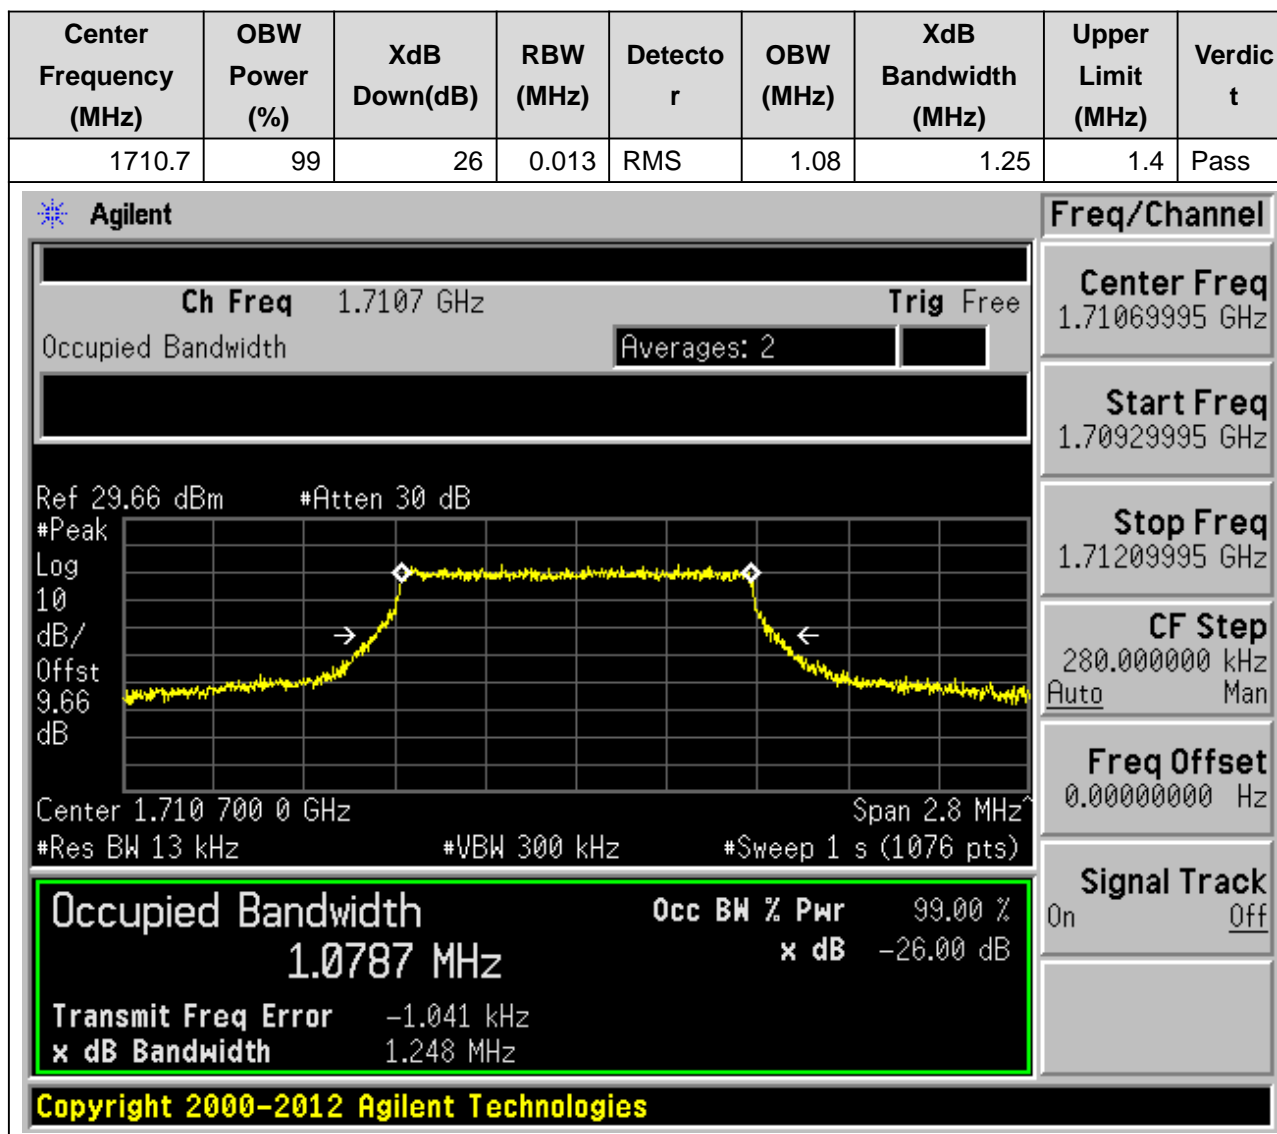 Center Frequency (MHz) OBW Power (%) XdB Down(dB) RBW (MHz) Detecto r OBW (MHz) XdB Bandwidth (MHz) Upper Limit (MHz) Verdic t
1710.7 99 26 0.013 RMS 1.08 1.25 1.4 Pass
Agilent
Freq/Channel
Ch Freq 1.7107 GHz Trig Free
Occupied Bandwidth Averages: 2
Ref 29.66 dBm #Atten 30 dB
#Peak
Log
10
dB/
Offst
9.66
dB
Center 1.710 700 0 GHz Span 2.8 MHz^
#Res BW 13 kHz #VBW 300 kHz #Sweep 1 s (1076 pts)
Occupied Bandwidth Occ BW % Pwr 99.00 %
1.0787 MHz x dB -26.00 dB
Transmit Freq Error -1.041 kHz
x dB Bandwidth 1.248 MHz
Copyright 2000-2012 Agilent Technologies
Center Freq
1.71069995 GHz
Start Freq
1.70929995 GHz
Stop Freq
1.71209995 GHz
CF Step
280.000000 kHz
Auto Man
Freq Offset
0.00000000 Hz
Signal Track
On Off